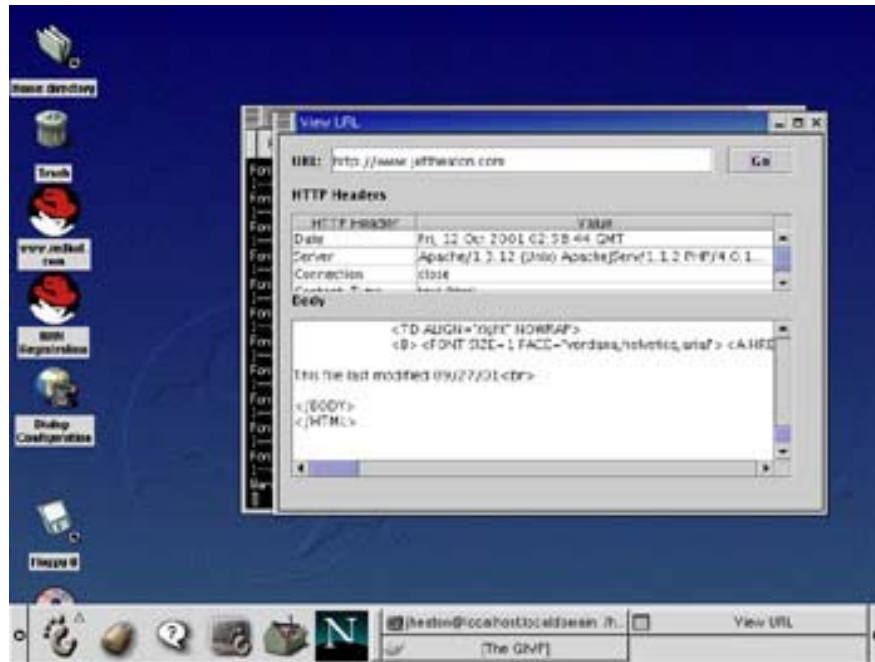 Home directory
Trash
www.redhat.
com
Registration
Dialup
Configuration
Floppy 0
View URL
URL: http://www.jeffheaton.com
Go
HTTP Headers
HTTP Header
Value
Date
Fri, 12 Oct 2001 02:58:44 GMT
Server
Apache/1.3.12 (Unix) ApacheJServ/1.1.2 PHP/4.0.1...
Connection
close
Body
<TD ALIGN="right" NOWRAP>
<B> <FONT SIZE=1 FACE="verdana,helvetica,arial"> <A HRE
This file last modified 09/27/01<br>
</BODY>
</HTML>
N
jheaton@localhost.localdomain: /h...
View URL
[The GIMP]